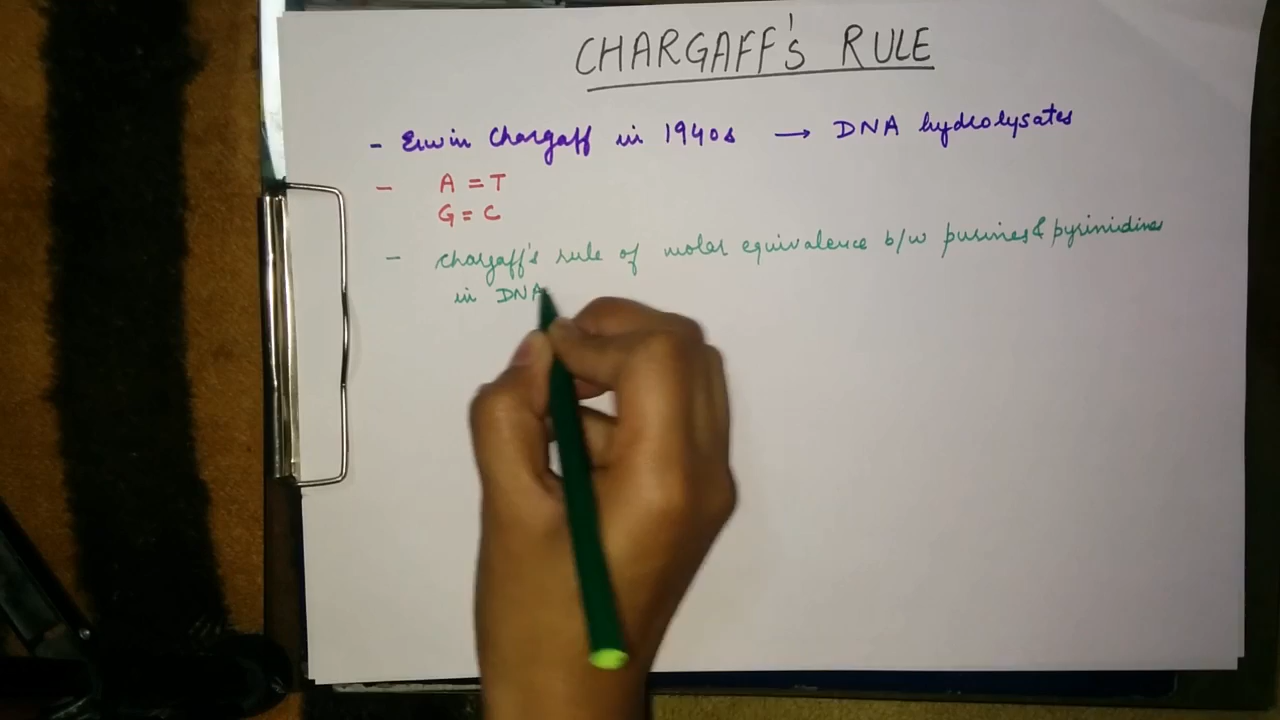 CHARGAFF's RULE
- Erwin Chargaff in 1940s → DNA hydrolysates
- A = T
G = C
- Chargaff's rule of molar equivalence b/w purines & pyrimidines
in DNA